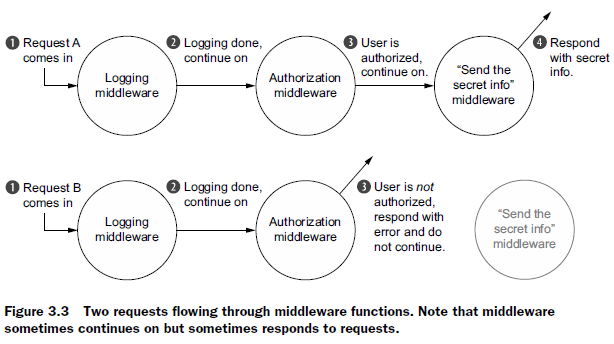 1 Request A
comes in
Logging
middleware
2 Logging done,
continue on
Authorization
middleware
3 User is
authorized,
continue on.
“Send the
secret info”
middleware
4 Respond
with secret
info.
1 Request B
comes in
Logging
middleware
2 Logging done,
continue on
Authorization
middleware
3 User is not
authorized,
respond with
error and do
not continue.
“Send the
secret info”
middleware
Figure 3.3 Two requests flowing through middleware functions. Note that middleware
sometimes continues on but sometimes responds to requests.